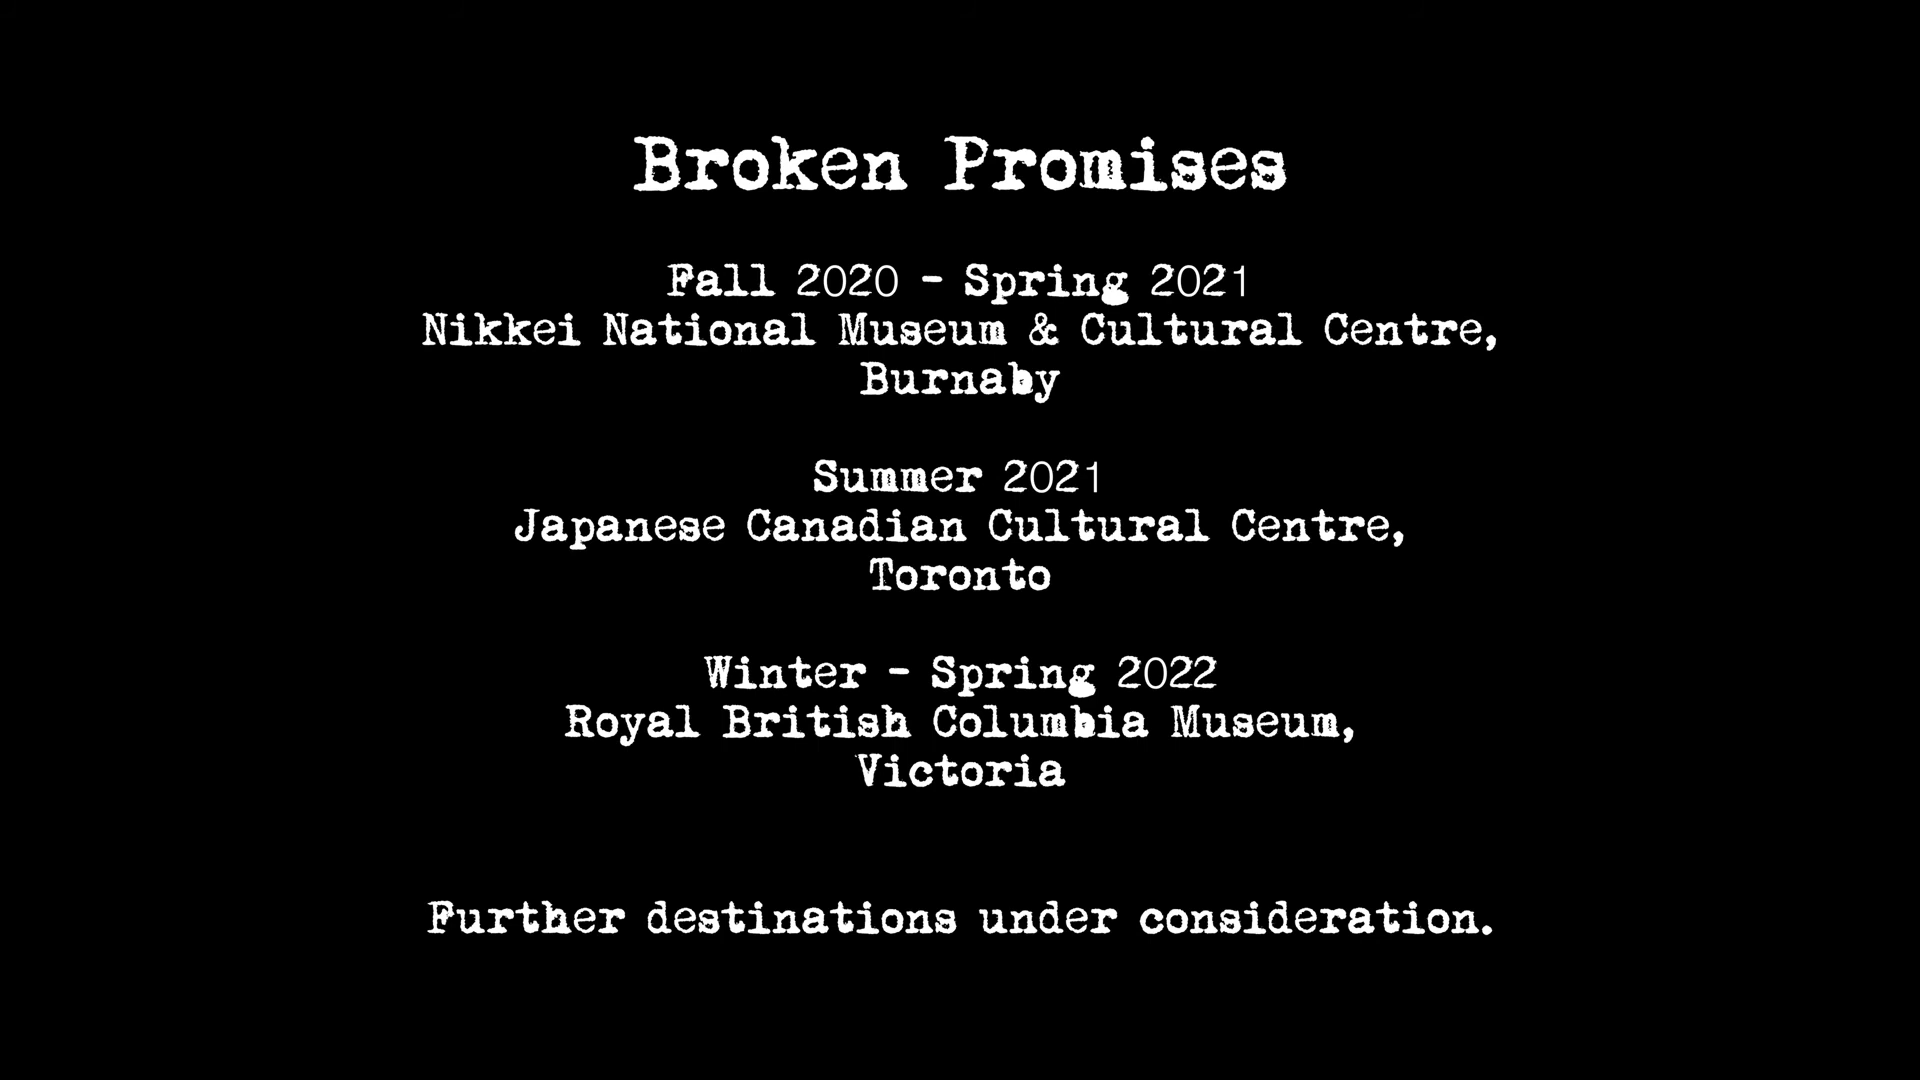 Broken Promises
Fall 2020 - Spring 2021
Nikkei National Museum & Cultural Centre,
Burnaby
Summer 2021
Japanese Canadian Cultural Centre,
Toronto
Winter - Spring 2022
Royal British Columbia Museum,
Victoria
Further destinations under consideration.